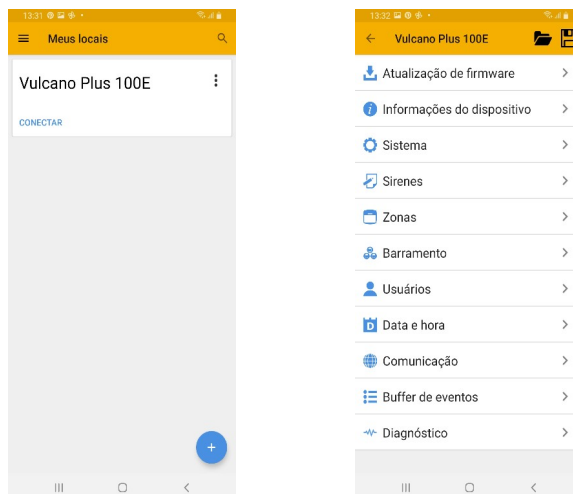 13:31
Meus locais
Vulcano Plus 100E
CONECTAR
13:32
Vulcano Plus 100E
Atualização de firmware
Informações do dispositivo
Sistema
Sirenes
Zonas
Barramento
Usuários
Data e hora
Comunicação
Buffer de eventos
Diagnóstico